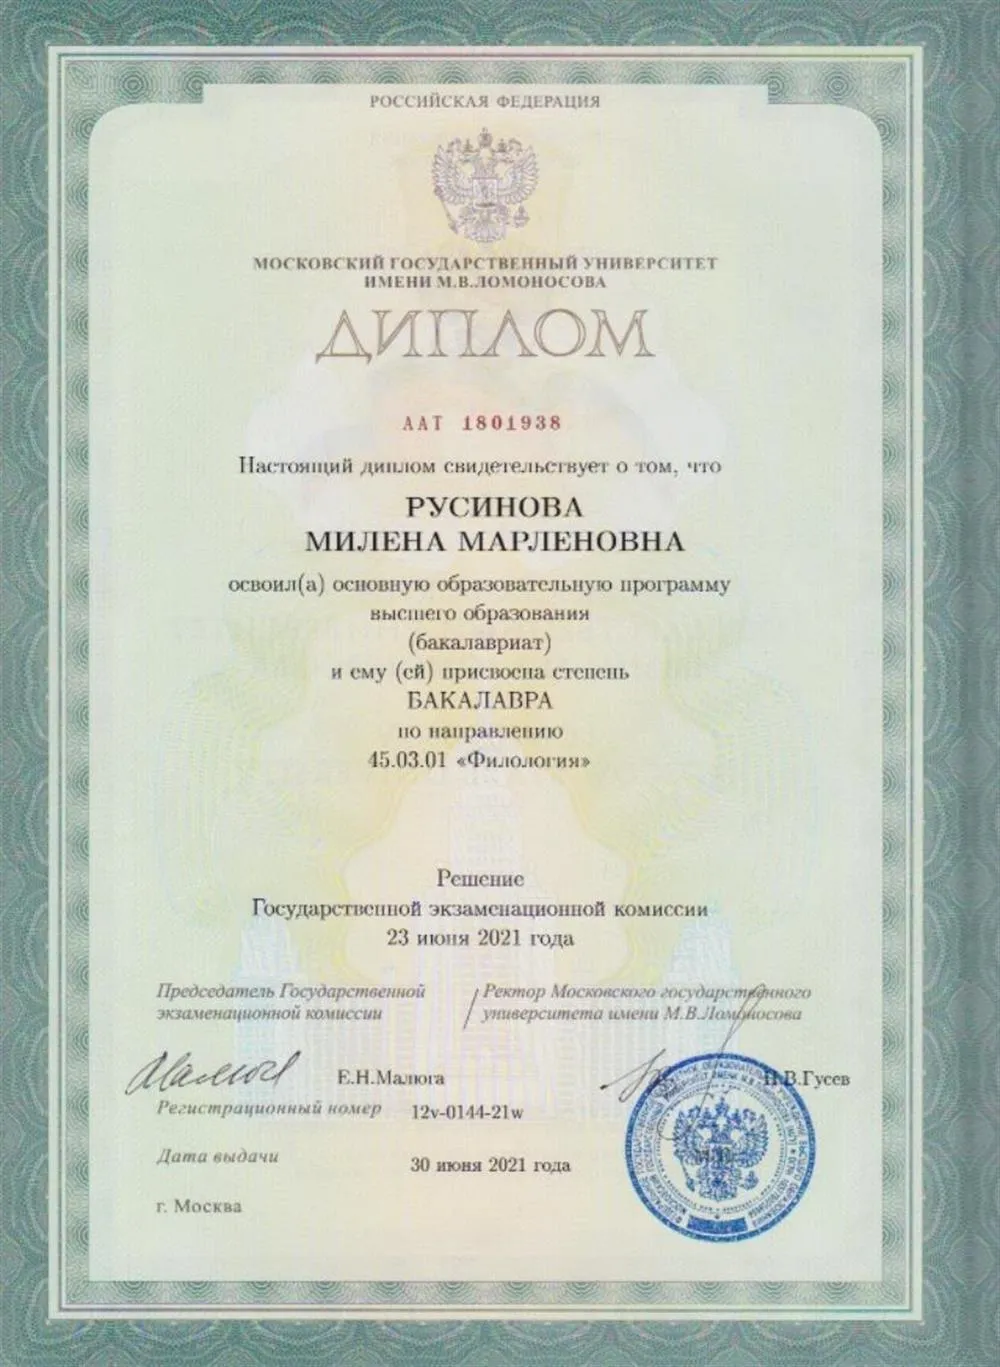 РОССИЙСКАЯ ФЕДЕРАЦИЯ
МОСКОВСКИЙ ГОСУДАРСТВЕННЫЙ УНИВЕРСИТЕТ
ИМЕНИ М.В.ЛОМОНОСОВА
ДИПЛОМ
ААТ 1801938
Настоящий диплом свидетельствует о том, что
РУСИНОВА
МИЛЕНА МАРЛЕНОВНА
освоил(а) основную образовательную программу
высшего образования
(бакалавриат)
и ему (ей) присвоена степень
БАКАЛАВРА
по направлению
45.03.01 «Филология»
Решение
Государственной экзаменационной комиссии
23 июня 2021 года
Председатель Государственной
экзаменационной комиссии
Е.Н.Малюга
Ректор Московского государственного
университета имени М.В.Ломоносова
В.Гусев
Регистрационный номер 12v-0144-21w
Дата выдачи 30 июня 2021 года
г. Москва